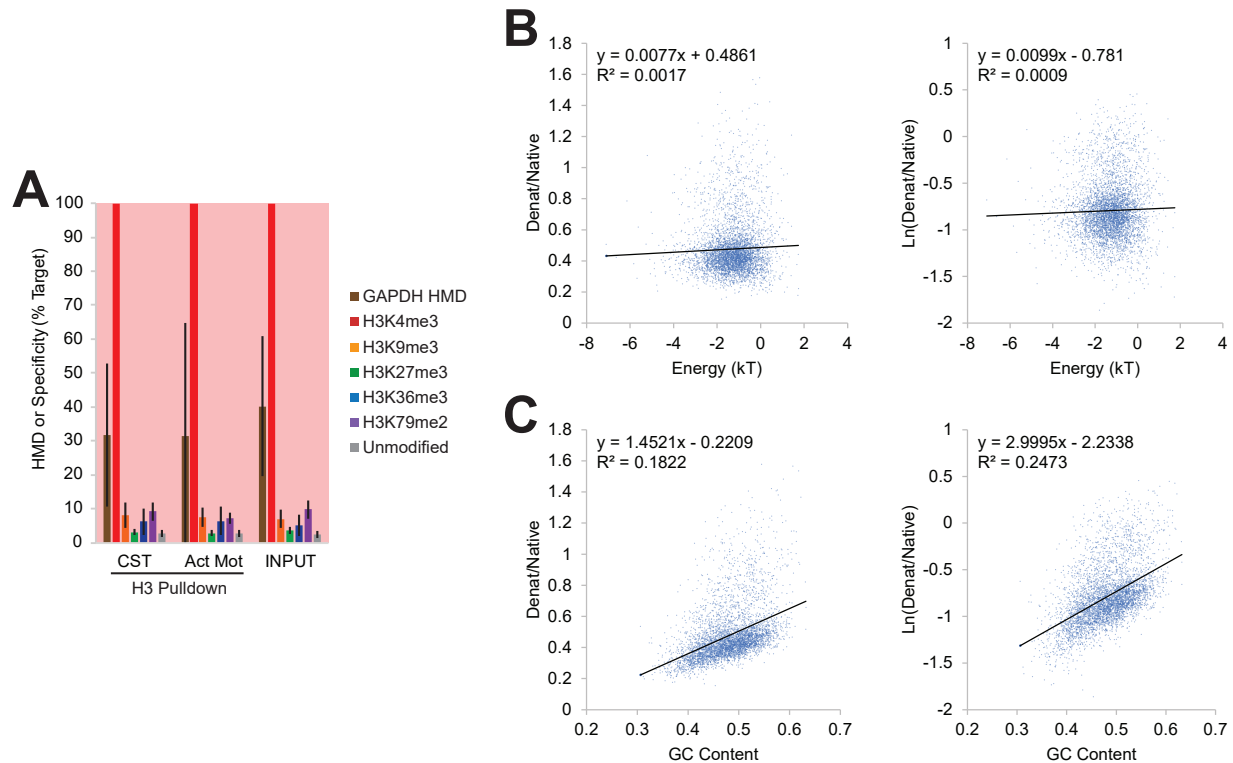 A
HMD or Specificity (% Target)
100
90
80
70
60
50
40
30
20
10
0
CST
Act Mot
INPUT
H3 Pulldown
GAPDH HMD
H3K4me3
H3K9me3
H3K27me3
H3K36me3
H3K79me2
Unmodified
B
y = 0.0077x + 0.4861
R² = 0.0017
Denat/Native
1.8
1.6
1.4
1.2
1
0.8
0.6
0.4
0.2
0
-8 -6 -4 -2 0 2 4
Energy (kT)
y = 0.0099x - 0.781
R² = 0.0009
Ln(Denat/Native)
1
0.5
0
-0.5
-1
-1.5
-2
-8 -6 -4 -2 0 2 4
Energy (kT)
C
y = 1.4521x - 0.2209
R² = 0.1822
Denat/Native
1.8
1.6
1.4
1.2
1
0.8
0.6
0.4
0.2
0
0.2 0.3 0.4 0.5 0.6 0.7
GC Content
y = 2.9995x - 2.2338
R² = 0.2473
Ln(Denat/Native)
1
0.5
0
-0.5
-1
-1.5
-2
0.2 0.3 0.4 0.5 0.6 0.7
GC Content